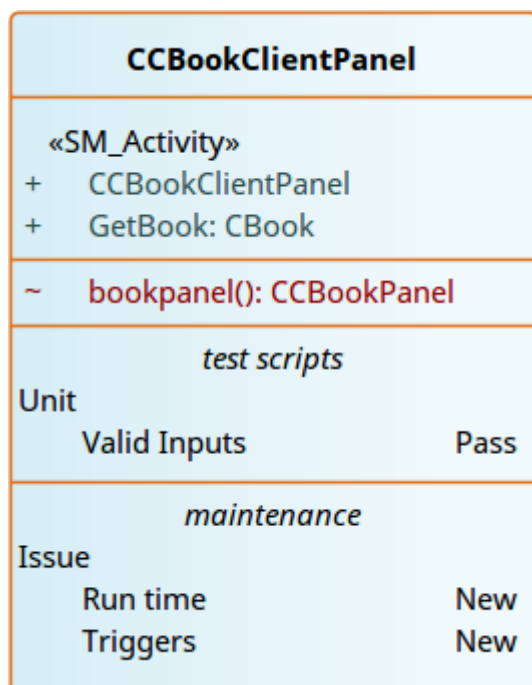 CCBookClientPanel
«SM_Activity»
+ CCBookClientPanel
+ GetBook: CBook
~ bookpanel(): CCBookPanel
test scripts
Unit
Valid Inputs Pass
maintenance
Issue
Run time New
Triggers New